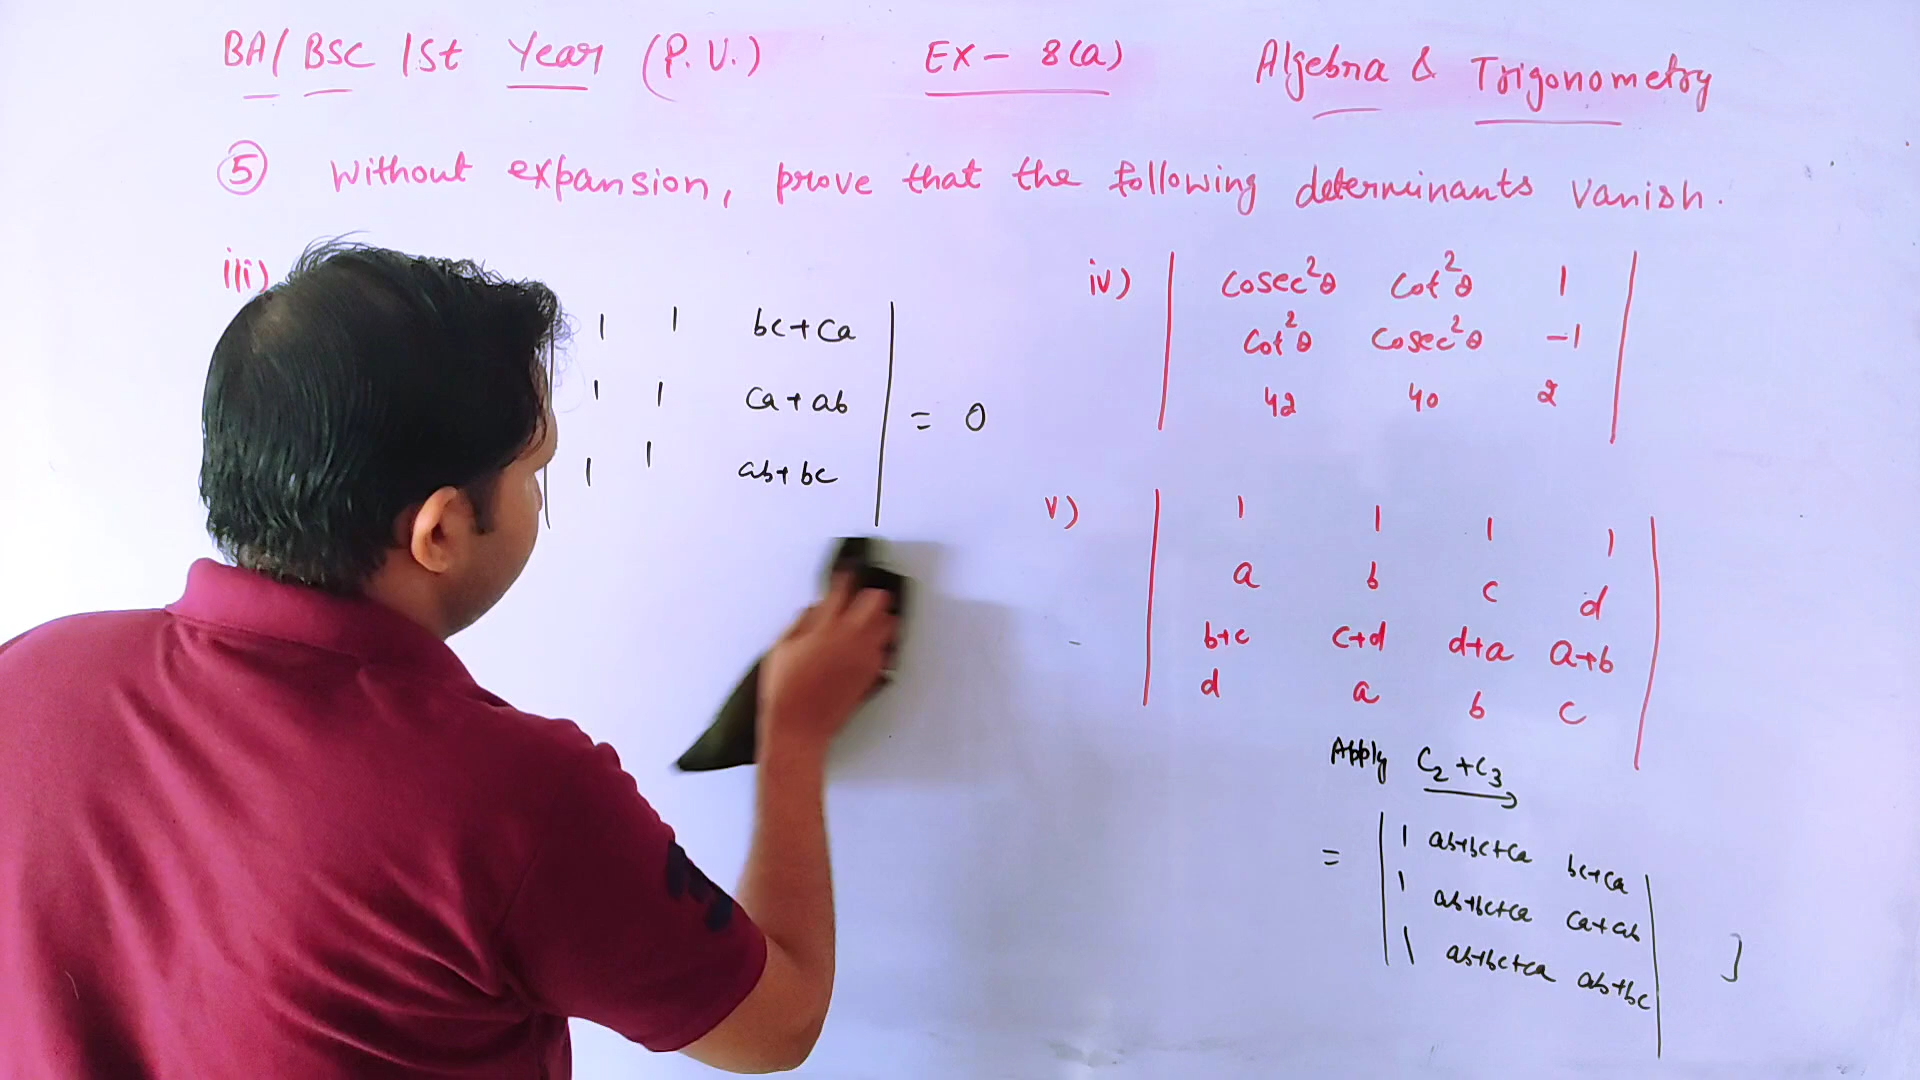 BA/ BSC 1st Year (P.U.) EX- 8(a) Algebra & Trigonometry
⑤ Without expansion, prove that the following determinants vanish.
iii)
1 1 bc+ca
1 1 ca+ab = 0
1 1 ab+bc
iv) | cosec²θ cot²θ 1 |
cot²θ cosec²θ -1
42 40 2
v) | 1 1 1 1 |
a b c d
b+c c+d d+a a+b
d a b c
Apply C₂+C₃
= | 1 ab+bc+ca bc+ca |
1 ab+bc+ca ca+ab
1 ab+bc+ca ab+bc ]